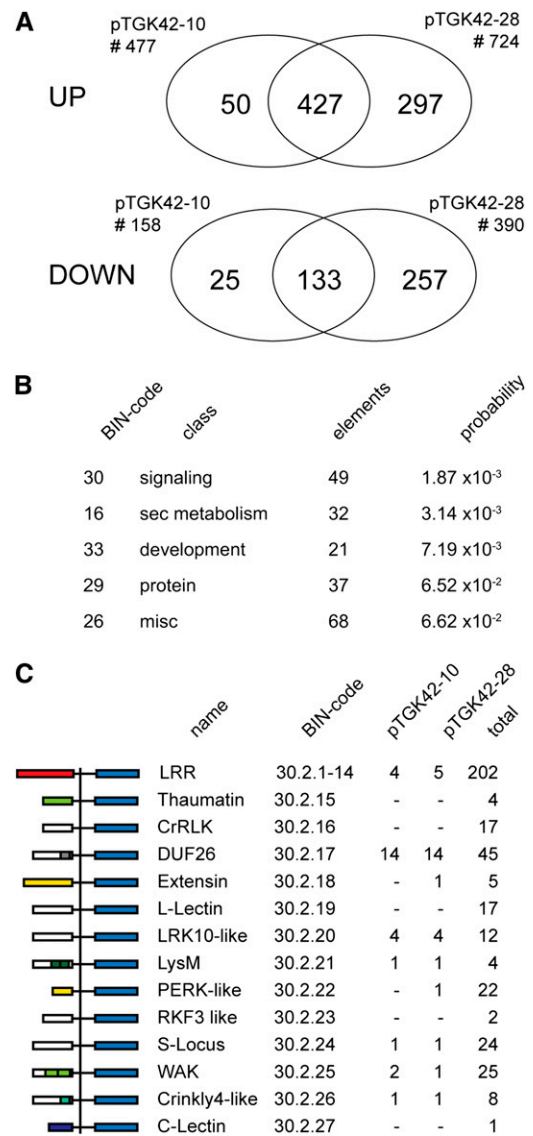 A
pTGK42-10
# 477
pTGK42-28
# 724
UP
50 427 297
pTGK42-10
# 158
pTGK42-28
# 390
DOWN
25 133 257
B
BIN-code class elements probability
30 signaling 49 1.87 x10-3
16 sec metabolism 32 3.14 x10-3
33 development 21 7.19 x10-3
29 protein 37 6.52 x10-2
26 misc 68 6.62 x10-2
C
name BIN-code pTGK42-10 pTGK42-28 total
LRR 30.2.1-14 4 5 202
Thaumatin 30.2.15 - - 4
CrRLK 30.2.16 - - 17
DUF26 30.2.17 14 14 45
Extensin 30.2.18 - 1 5
L-Lectin 30.2.19 - - 17
LRK10-like 30.2.20 4 4 12
LysM 30.2.21 1 1 4
PERK-like 30.2.22 - 1 22
RKF3 like 30.2.23 - - 2
S-Locus 30.2.24 1 1 24
WAK 30.2.25 2 1 25
Crinkly4-like 30.2.26 1 1 8
C-Lectin 30.2.27 - - 1